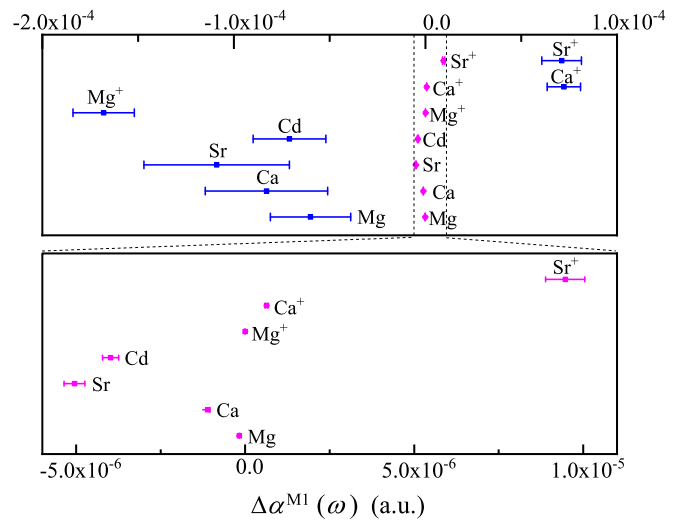 -2.0x10⁻⁴ -1.0x10⁻⁴ 0.0 1.0x10⁻⁴
Sr⁺ Sr⁺
Ca⁺ Ca⁺
Mg⁺ Mg⁺
Cd Cd
Sr Sr
Ca Ca
Mg Mg
Sr⁺
Ca⁺
Mg⁺
Cd
Sr
Ca
Mg
-5.0x10⁻⁶ 0.0 5.0x10⁻⁶ 1.0x10⁻⁵
Δα^M1 (ω) (a.u.)